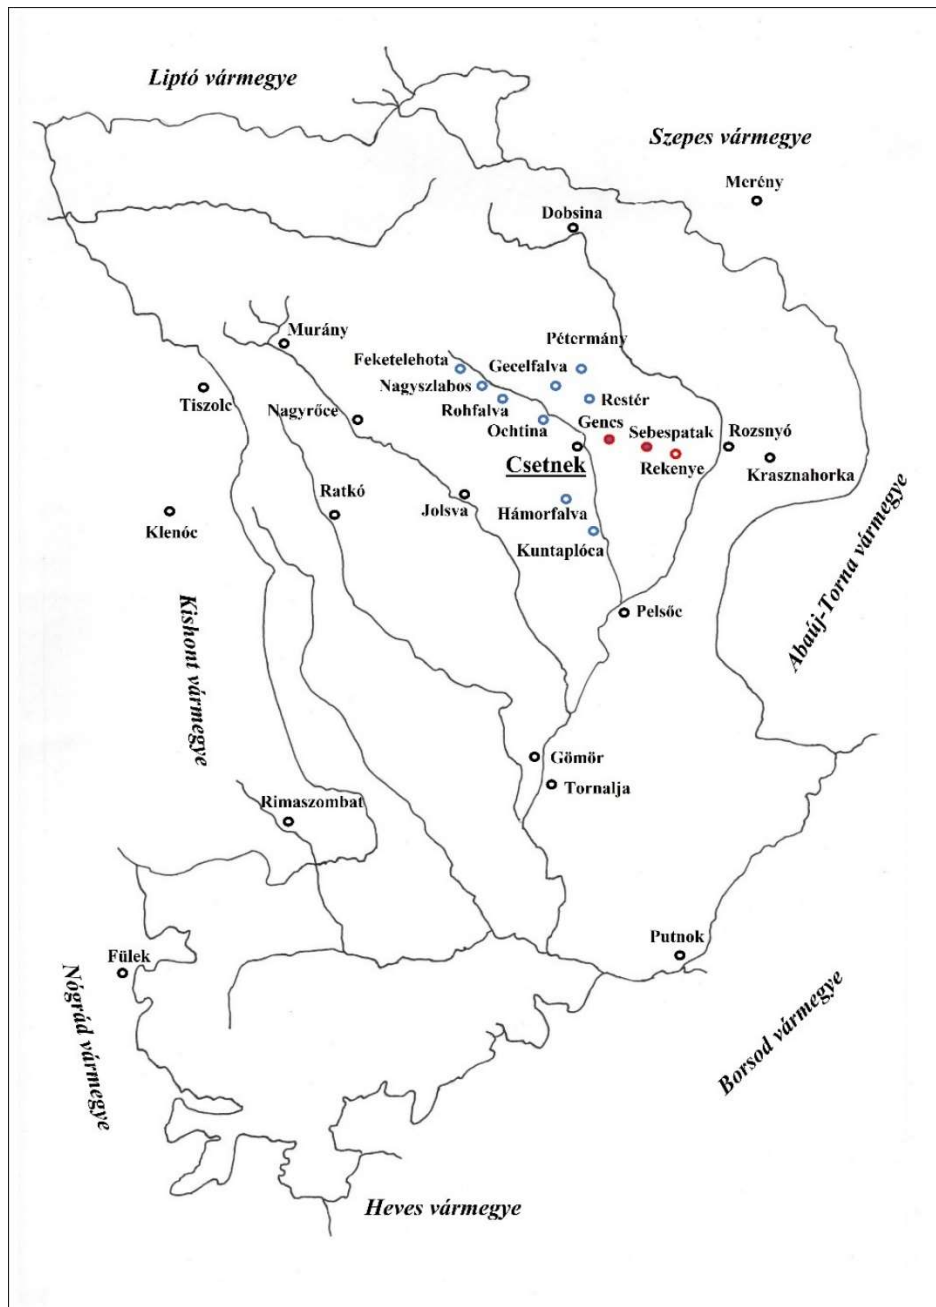 Liptó vármegye
Szepes vármegye
Merény
Dobsina
Murány
Pétermány
Feketelehota
Gecelfalva
Tiszolc
Nagyszlabos
Restér
Nagyrőce
Rohfalva
Ochtina
Gencs
Sebespatak
Rozsnyó
Csetnek
Rekenye
Krasznahorka
Ratkó
Jolsva
Hámorfalva
Klenóc
Kuntaplóca
Abaúj-Torna vármegye
Kishont vármegye
Pelsőc
Gömör
Tornalja
Rimaszombat
Putnok
Fülek
Nógrád vármegye
Borsod vármegye
Heves vármegye